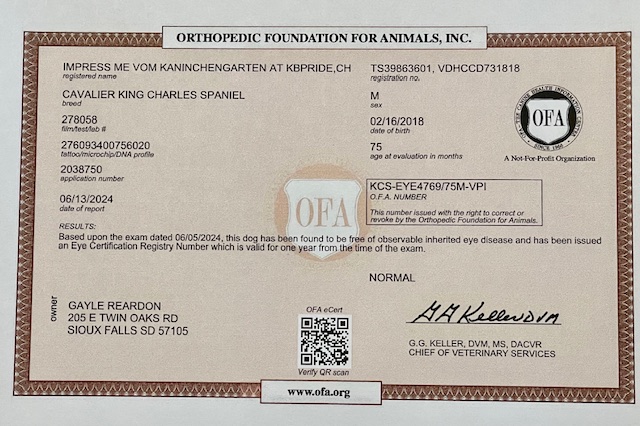 ORTHOPEDIC FOUNDATION FOR ANIMALS, INC.
IMPRESS ME VOM KANINCHENGARTEN AT KBPRIDE,CH
registered name
TS39863601, VDHCCD731818
registration no.
CAVALIER KING CHARLES SPANIEL
breed
M
sex
278058
film/test/lab #
02/16/2018
date of birth
276093400756020
tattoo/microchip/DNA profile
75
age at evaluation in months
OFA
SINCE 1966
A Not-For-Profit Organization
2038750
application number
KCS-EYE4769/75M-VPI
O.F.A. NUMBER
This number issued with the right to correct or
revoke by the Orthopedic Foundation for Animals.
06/13/2024
date of report
OFA
RESULTS:
Based upon the exam dated 06/05/2024, this dog has been found to be free of observable inherited eye disease and has been issued
an Eye Certification Registry Number which is valid for one year from the time of the exam.
NORMAL
owner
GAYLE REARDON
205 E TWIN OAKS RD
SIOUX FALLS SD 57105
OFA eCert
Verify QR scan
GG Keller DVM
G.G. KELLER, DVM, MS, DACVR
CHIEF OF VETERINARY SERVICES
www.ofa.org